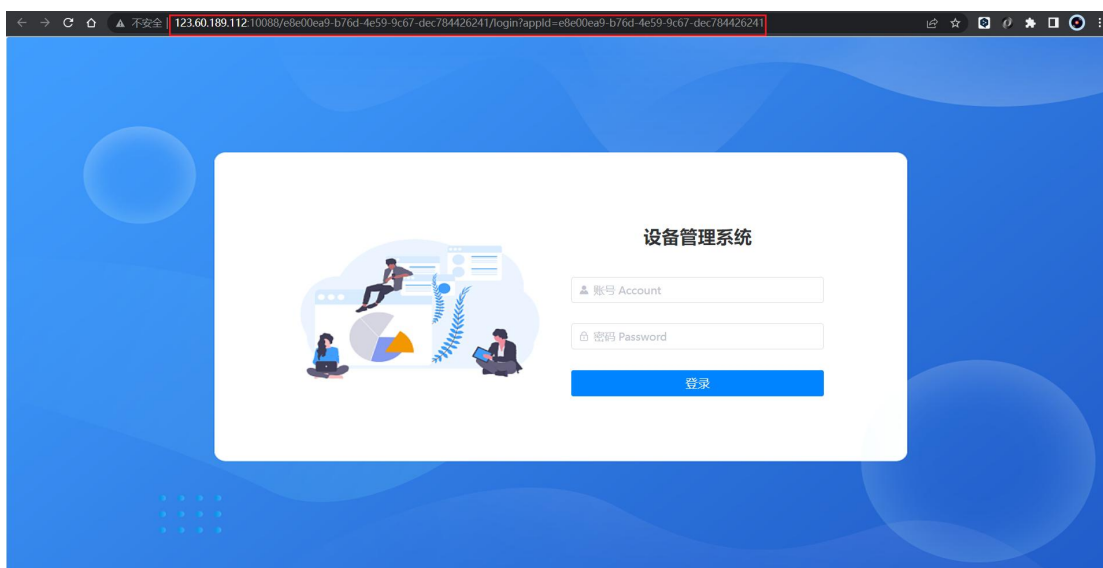 不安全 | 123.60.189.112:10088/e8e00ea9-b76d-4e59-9c67-dec784426241/login?appId=e8e00ea9-b76d-4e59-9c67-dec784426241
设备管理系统
账号 Account
密码 Password
登录